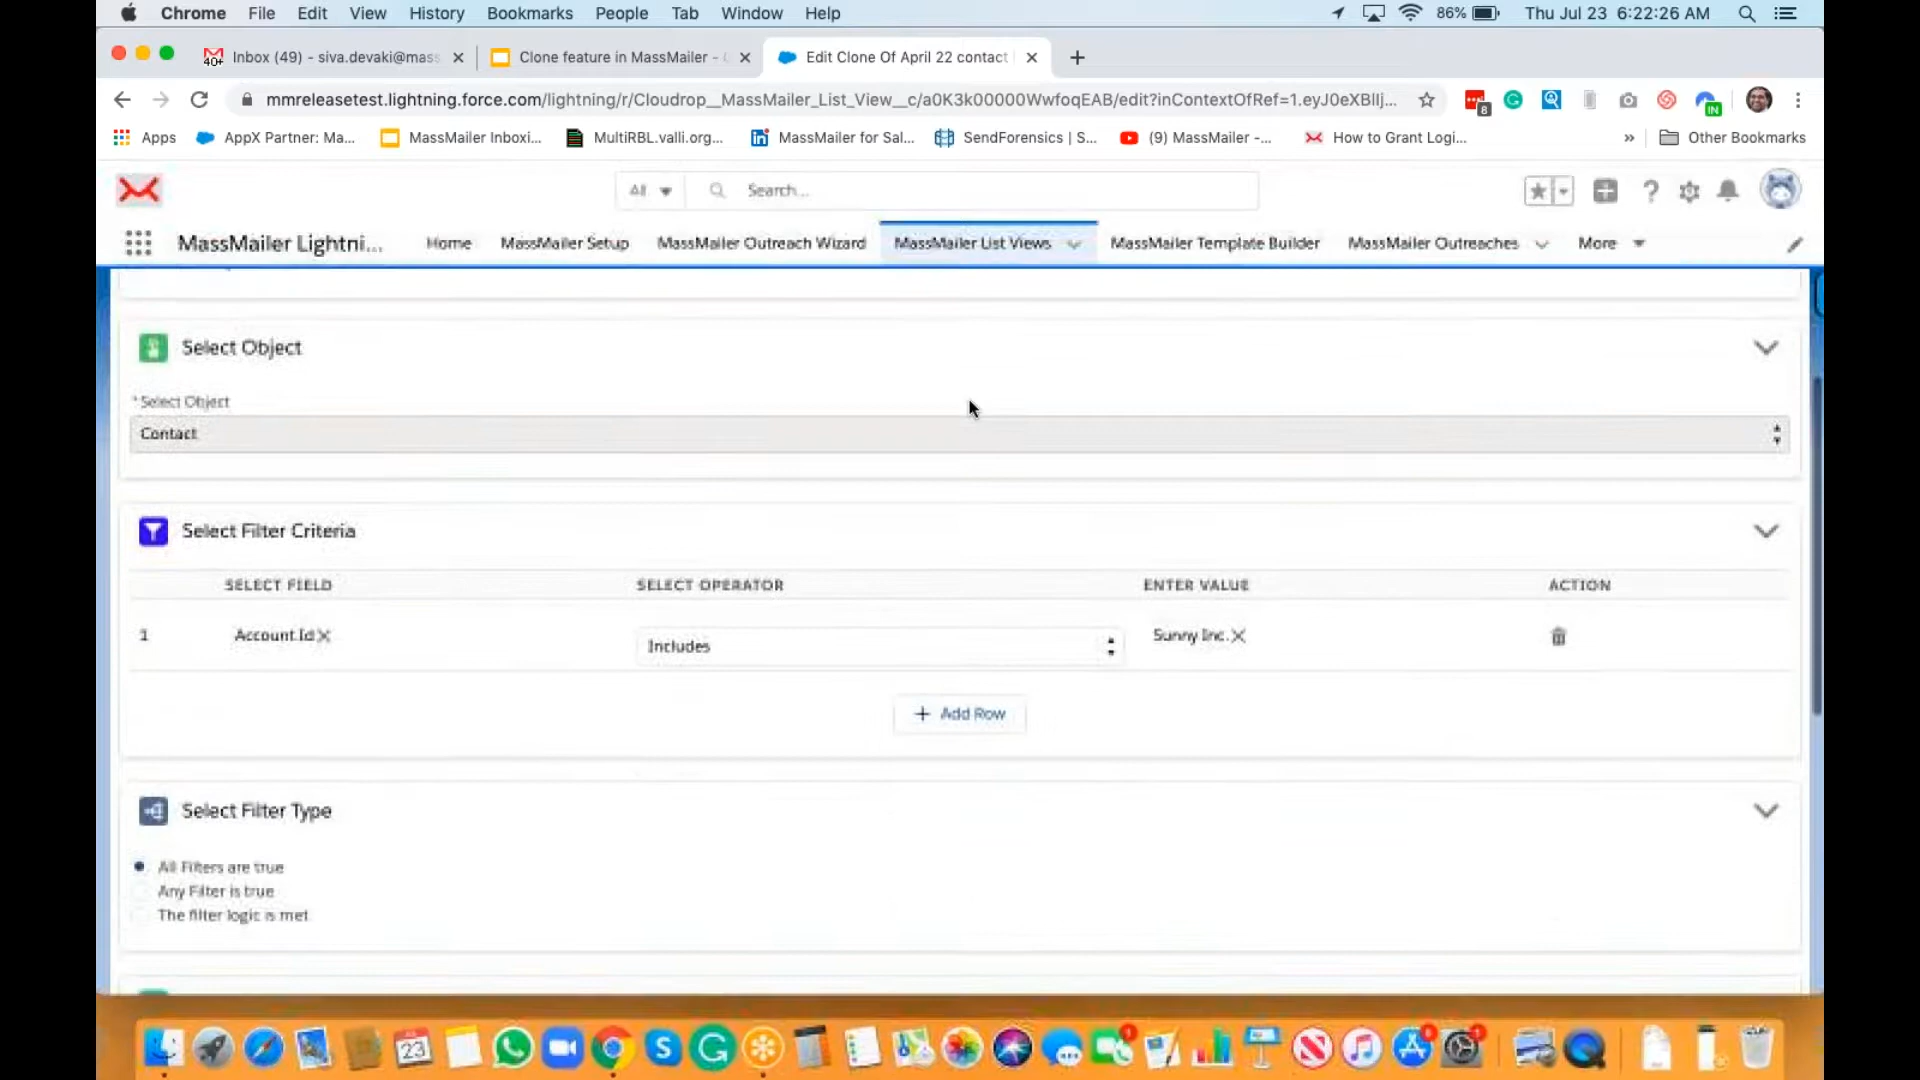 Chrome File Edit View History Bookmarks People Tab Window Help 86% Thu Jul 23 6:22:26 AM
40+ Inbox (49) - siva.devaki@mass Clone feature in MassMailer - Edit Clone Of April 22 contact
mmreleasetest.lightning.force.com/lightning/r/Cloudrop__MassMailer_List_View__c/a0K3k00000WwfoqEAB/edit?inContextOfRef=1.eyJ0eXBlIj... 8 IN
Apps AppX Partner: Ma... MassMailer Inboxi... MultiRBL.valli.org... MassMailer for Sal... SendForensics | S... (9) MassMailer -... How to Grant Logi... » Other Bookmarks
All Search...
MassMailer Lightni... Home MassMailer Setup MassMailer Outreach Wizard MassMailer List Views MassMailer Template Builder MassMailer Outreaches More
Select Object
*Select Object
Contact
Select Filter Criteria
SELECT FIELD SELECT OPERATOR ENTER VALUE ACTION
1 Account.Id Includes Sunny Inc.
+ Add Row
Select Filter Type
All Filters are true
Any Filter is true
The filter logic is met
23